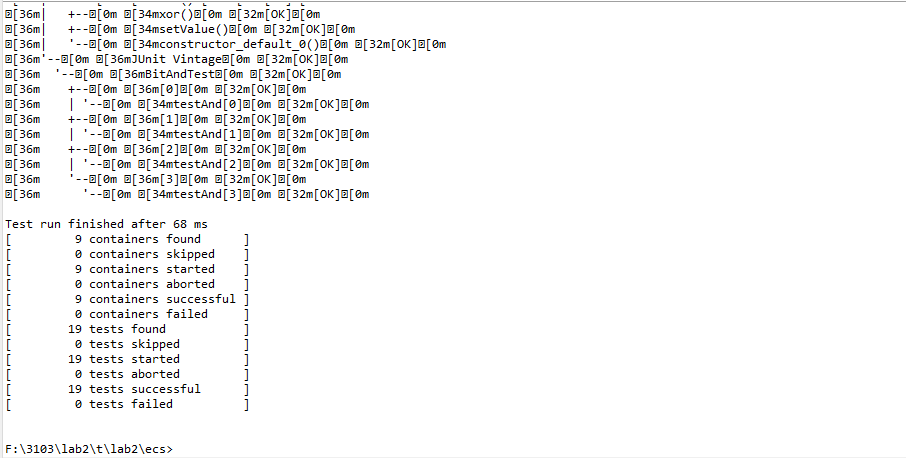 ␛[36m|   +--␛[0m ␛[34mxor()␛[0m ␛[32m[OK]␛[0m
␛[36m|   +--␛[0m ␛[34msetValue()␛[0m ␛[32m[OK]␛[0m
␛[36m|   '--␛[0m ␛[34mconstructor_default_0()␛[0m ␛[32m[OK]␛[0m
␛[36m'--␛[0m ␛[36mJUnit Vintage␛[0m ␛[32m[OK]␛[0m
␛[36m  '--␛[0m ␛[36mBitAndTest␛[0m ␛[32m[OK]␛[0m
␛[36m    +--␛[0m ␛[36m[0]␛[0m ␛[32m[OK]␛[0m
␛[36m    | '--␛[0m ␛[34mtestAnd[0]␛[0m ␛[32m[OK]␛[0m
␛[36m    +--␛[0m ␛[36m[1]␛[0m ␛[32m[OK]␛[0m
␛[36m    | '--␛[0m ␛[34mtestAnd[1]␛[0m ␛[32m[OK]␛[0m
␛[36m    +--␛[0m ␛[36m[2]␛[0m ␛[32m[OK]␛[0m
␛[36m    | '--␛[0m ␛[34mtestAnd[2]␛[0m ␛[32m[OK]␛[0m
␛[36m    '--␛[0m ␛[36m[3]␛[0m ␛[32m[OK]␛[0m
␛[36m      '--␛[0m ␛[34mtestAnd[3]␛[0m ␛[32m[OK]␛[0m
Test run finished after 68 ms
[         9 containers found      ]
[         0 containers skipped    ]
[         9 containers started    ]
[         0 containers aborted    ]
[         9 containers successful ]
[         0 containers failed     ]
[        19 tests found           ]
[         0 tests skipped         ]
[        19 tests started         ]
[         0 tests aborted         ]
[        19 tests successful      ]
[         0 tests failed          ]
F:\3103\lab2\t\lab2\ecs>